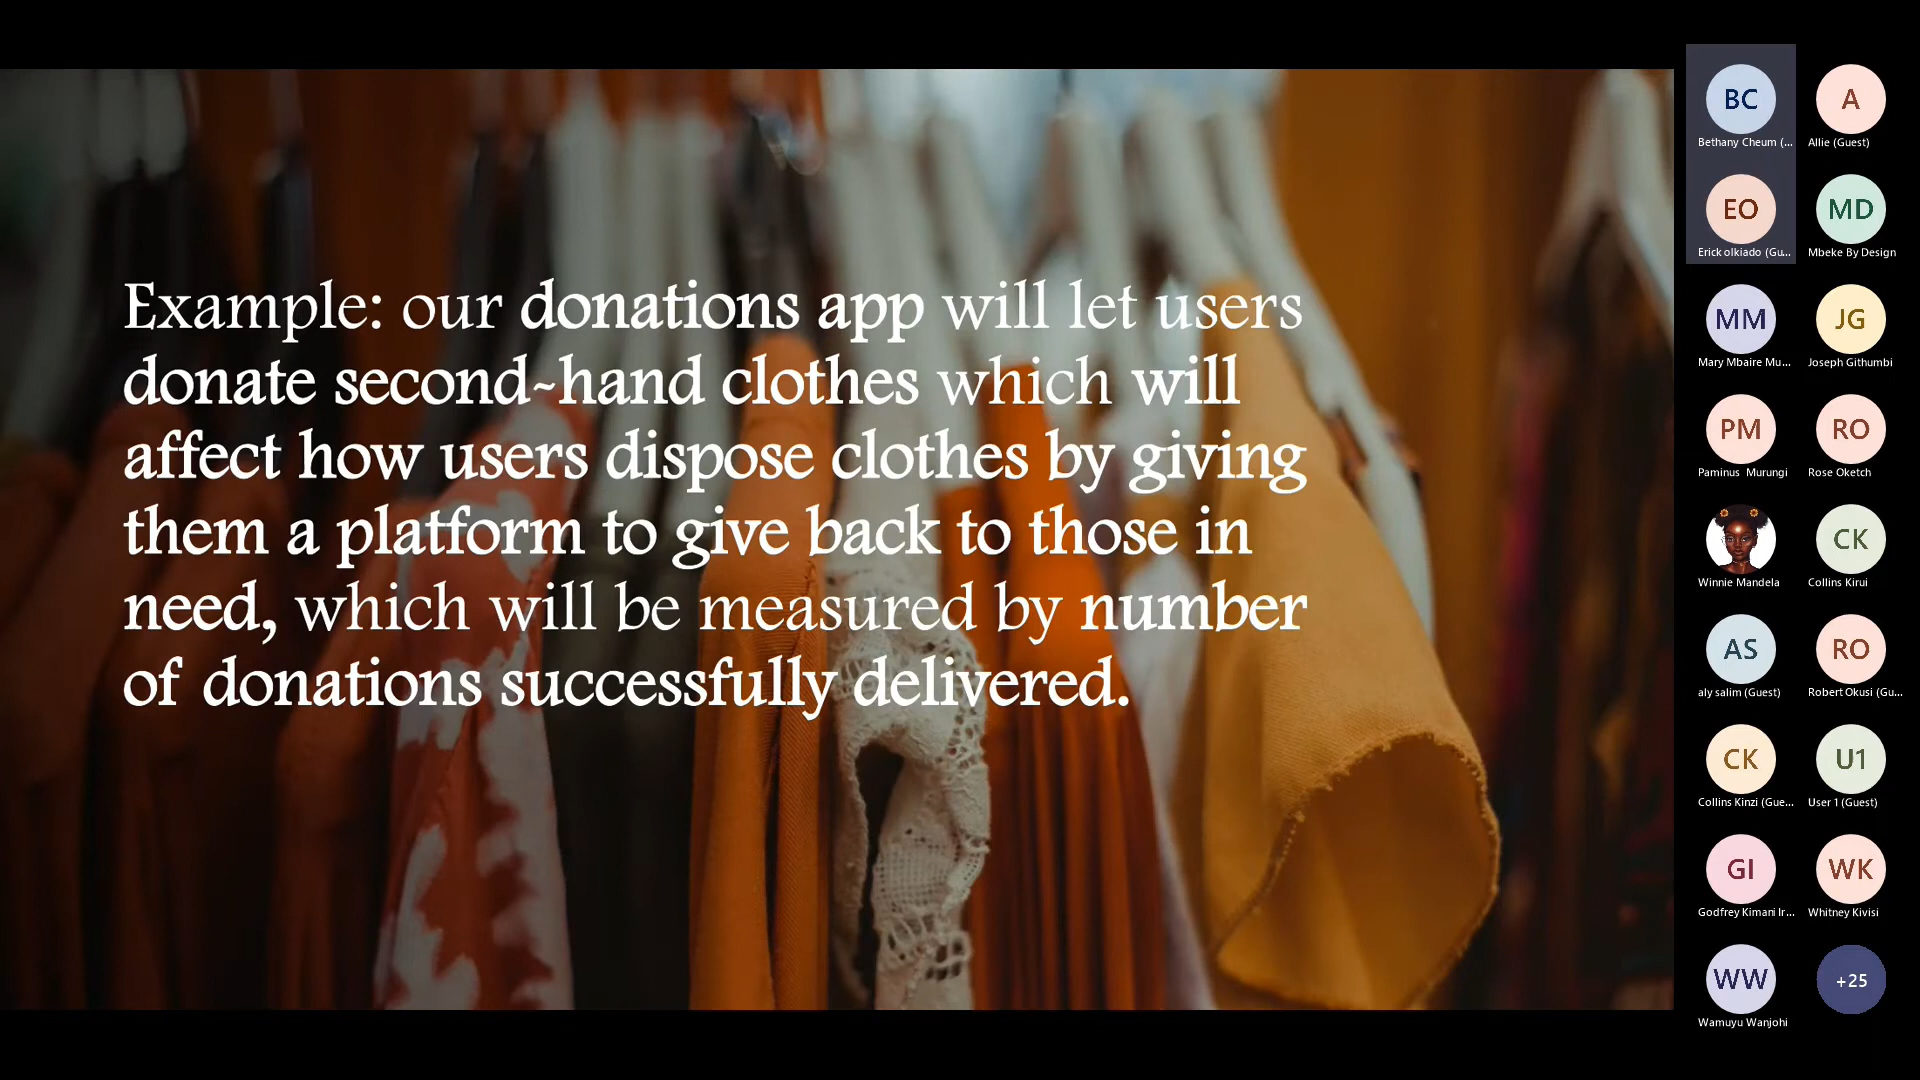 Example: our donations app will let users
donate second-hand clothes which will
affect how users dispose clothes by giving
them a platform to give back to those in
need, which will be measured by number
of donations successfully delivered.
BC
A
Bethany Cheum (...
Allie (Guest)
EO
MD
Erick olkiado (Gu...
Mbeke By Design
MM
JG
Mary Mbaire Mu...
Joseph Githumbi
PM
RO
Paminus Murungi
Rose Oketch
CK
Winnie Mandela
Collins Kirui
AS
RO
aly salim (Guest)
Robert Okusi (Gu...
CK
U1
Collins Kinzi (Gue...
User 1 (Guest)
GI
WK
Godfrey Kimani Ir...
Whitney Kivisi
WW
+25
Wamuyu Wanjohi